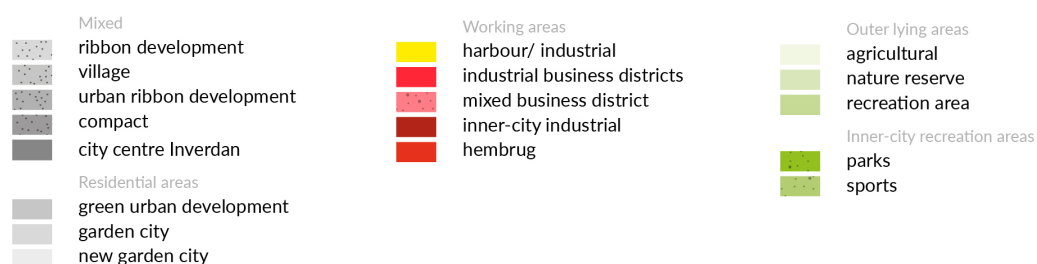 Mixed
ribbon development
village
urban ribbon development
compact
city centre Inverdan
Residential areas
green urban development
garden city
new garden city
Working areas
harbour/ industrial
industrial business districts
mixed business district
inner-city industrial
hembrug
Outer lying areas
agricultural
nature reserve
recreation area
Inner-city recreation areas
parks
sports